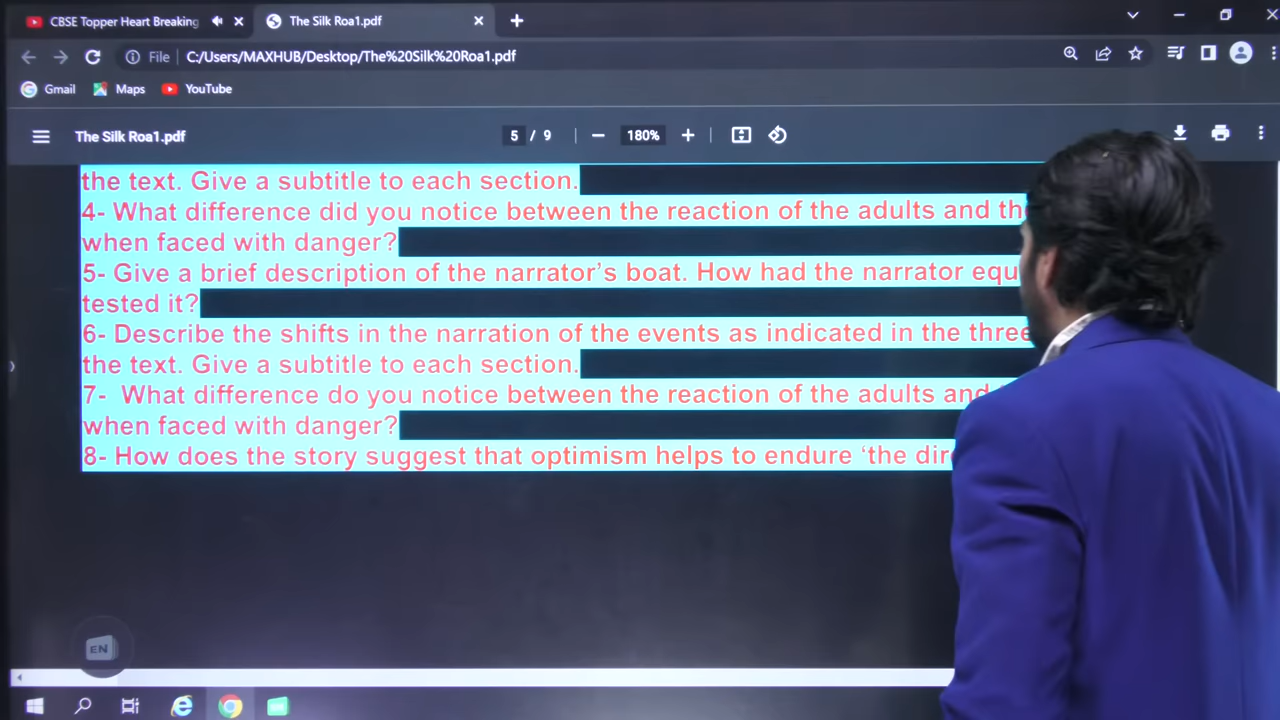 CBSE Topper Heart Breaking
The Silk Roa1.pdf
File
C:/Users/MAXHUB/Desktop/The%20Silk%20Roa1.pdf
Gmail
Maps
YouTube
The Silk Roa1.pdf
5 / 9
180%
the text. Give a subtitle to each section.
4- What difference did you notice between the reaction of the adults and
when faced with danger?
5- Give a brief description of the narrator's boat. How had the narrator
tested it?
6- Describe the shifts in the narration of the events as indicated in the three
the text. Give a subtitle to each section.
7- What difference do you notice between the reaction of the adults and
when faced with danger?
8- How does the story suggest that optimism helps to endure ‘the
EN